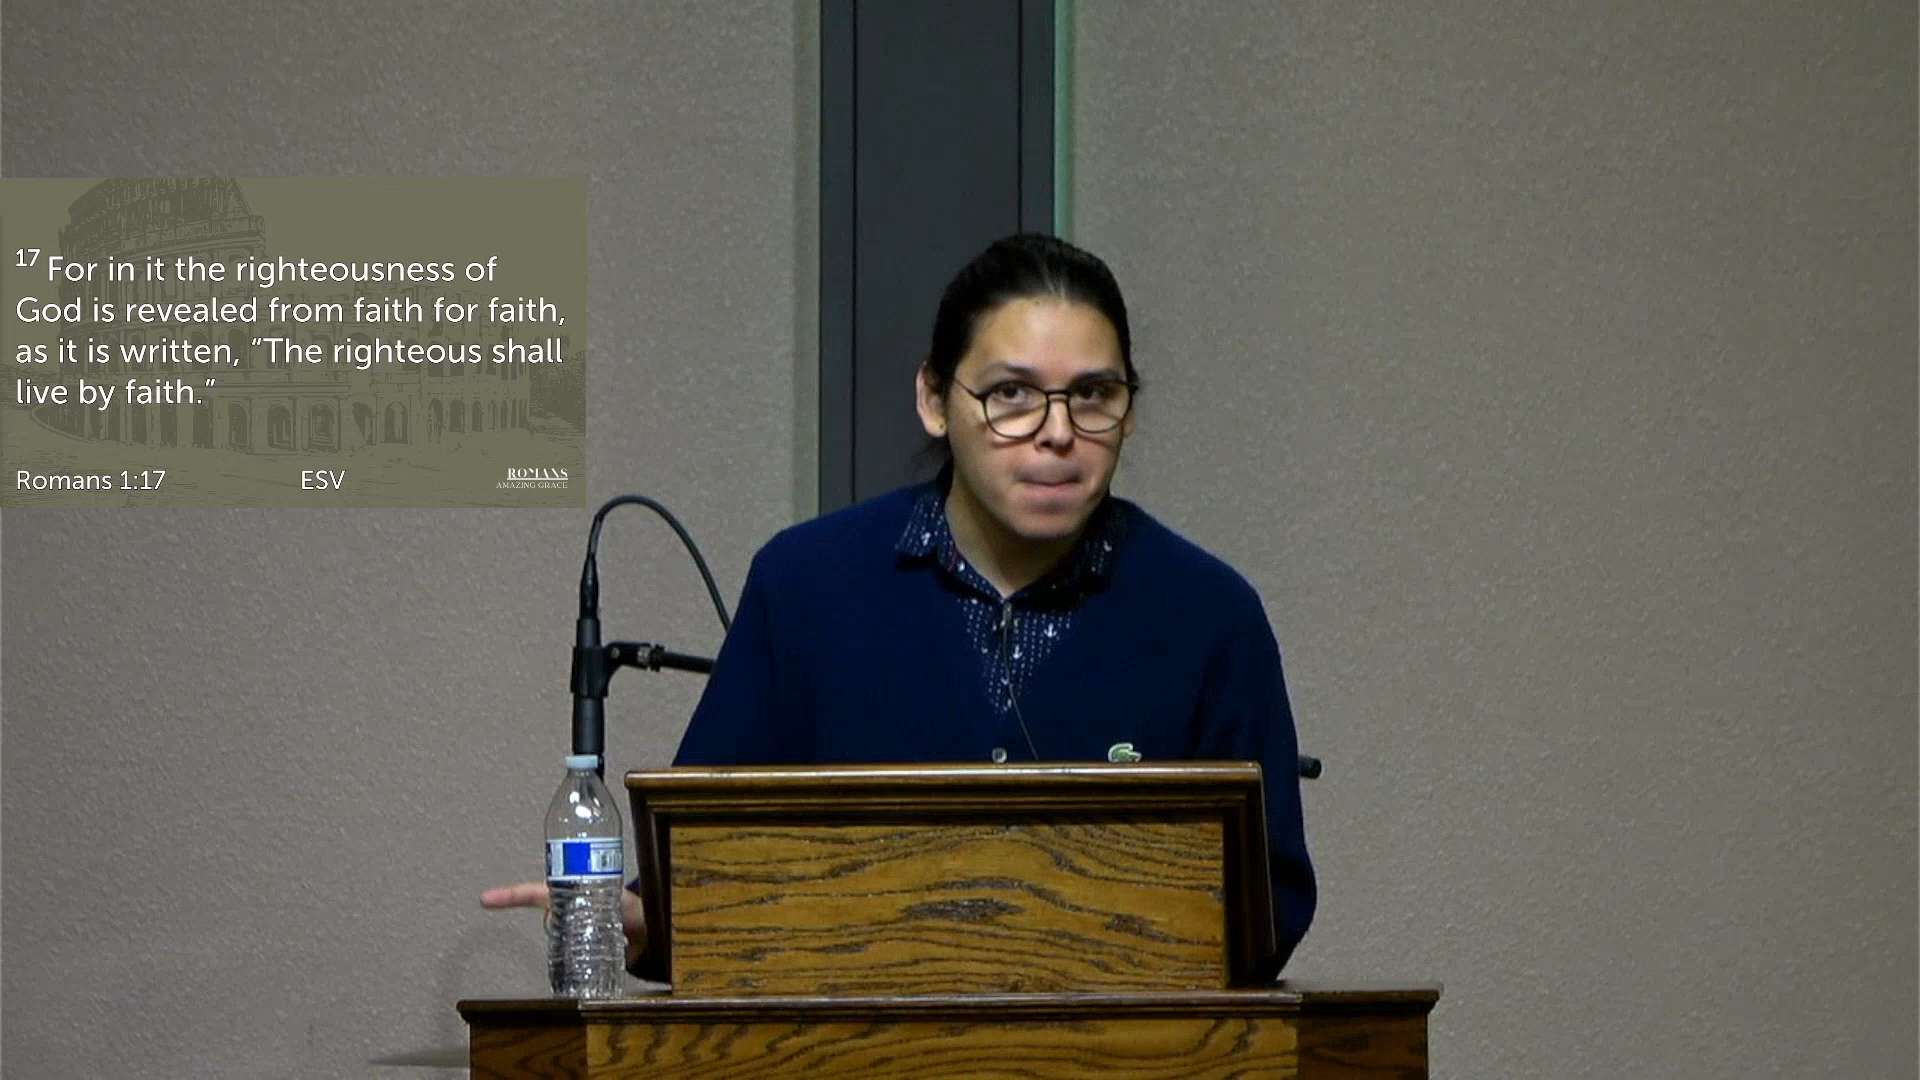 17 For in it the righteousness of
God is revealed from faith for faith,
as it is written, “The righteous shall
live by faith.”
Romans 1:17 ESV
ROMANS
AMAZING GRACE